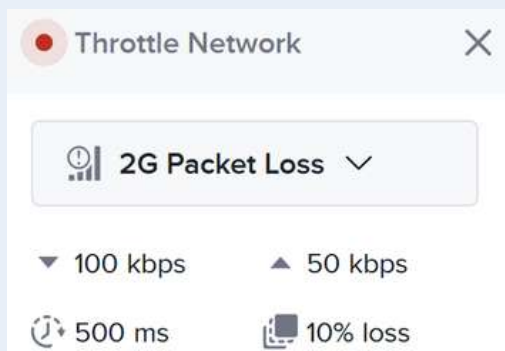 Throttle Network
2G Packet Loss
100 kbps
50 kbps
500 ms
10% loss